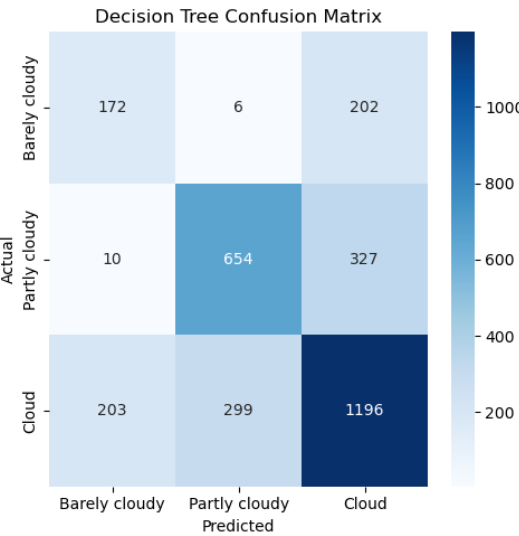 Decision Tree Confusion Matrix
Actual
Barely cloudy
172 6 202
Partly cloudy
10 654 327
Cloud
203 299 1196
Barely cloudy Partly cloudy Cloud
Predicted
1000
800
600
400
200